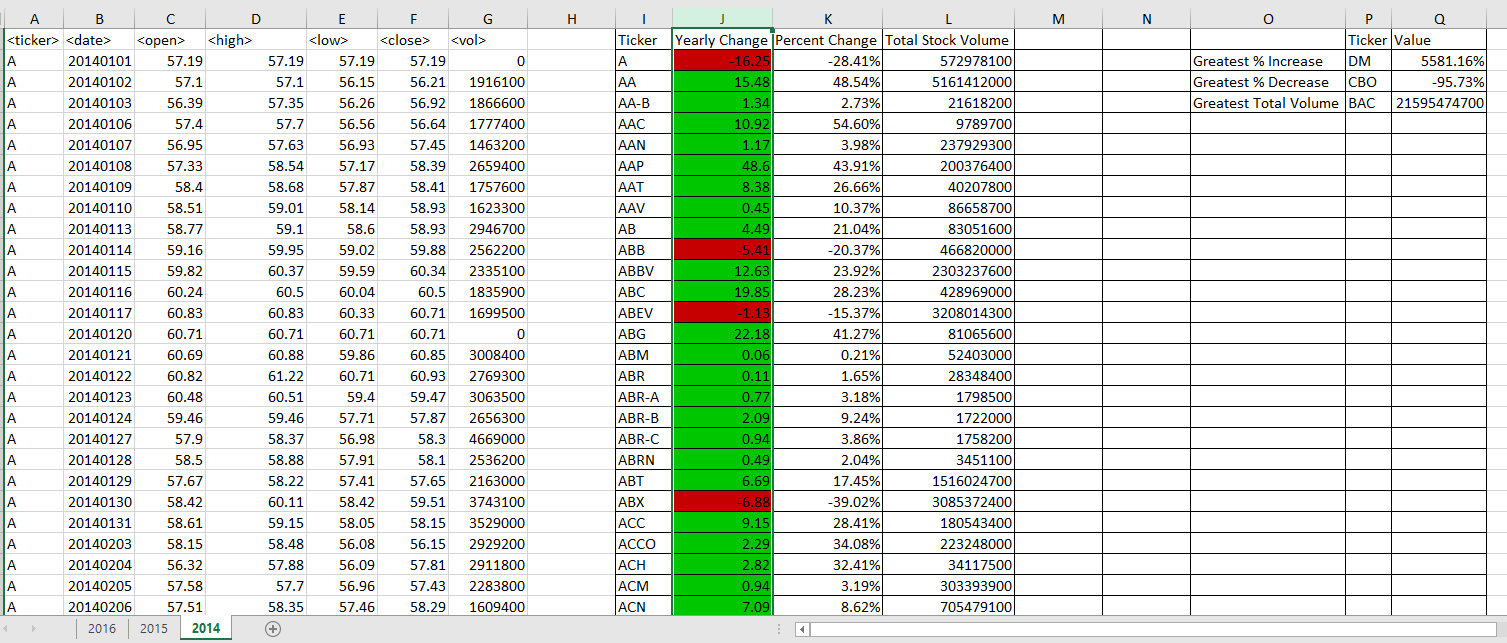 A B C D E F G H I J K L M N O P Q
<ticker> <date> <open> <high> <low> <close> <vol> Ticker Yearly Change Percent Change Total Stock Volume Ticker Value
A 20140101 57.19 57.19 57.19 57.19 0 A -16.25 -28.41% 572978100 Greatest % Increase DM 5581.16%
A 20140102 57.1 57.1 56.15 56.21 1916100 AA 15.48 48.54% 5161412000 Greatest % Decrease CBO -95.73%
A 20140103 56.39 57.35 56.26 56.92 1866600 AA-B 1.34 2.73% 21618200 Greatest Total Volume BAC 21595474700
A 20140106 57.4 57.7 56.56 56.64 1777400 AAC 10.92 54.60% 9789700
A 20140107 56.95 57.63 56.93 57.45 1463200 AAN 1.17 3.98% 237929300
A 20140108 57.33 58.54 57.17 58.39 2659400 AAP 48.6 43.91% 200376400
A 20140109 58.4 58.68 57.87 58.41 1757600 AAT 8.38 26.66% 40207800
A 20140110 58.51 59.01 58.14 58.93 1623300 AAV 0.45 10.37% 86658700
A 20140113 58.77 59.1 58.6 58.93 2946700 AB 4.49 21.04% 83051600
A 20140114 59.16 59.95 59.02 59.88 2562200 ABB -5.41 -20.37% 466820000
A 20140115 59.82 60.37 59.59 60.34 2335100 ABBV 12.63 23.92% 2303237600
A 20140116 60.24 60.5 60.04 60.5 1835900 ABC 19.85 28.23% 428969000
A 20140117 60.83 60.83 60.33 60.71 1699500 ABEV -1.13 -15.37% 3208014300
A 20140120 60.71 60.71 60.71 60.71 0 ABG 22.18 41.27% 81065600
A 20140121 60.69 60.88 59.86 60.85 3008400 ABM 0.06 0.21% 52403000
A 20140122 60.82 61.22 60.71 60.93 2769300 ABR 0.11 1.65% 28348400
A 20140123 60.48 60.51 59.4 59.47 3063500 ABR-A 0.77 3.18% 1798500
A 20140124 59.46 59.46 57.71 57.87 2656300 ABR-B 2.09 9.24% 1722000
A 20140127 57.9 58.37 56.98 58.3 4669000 ABR-C 0.94 3.86% 1758200
A 20140128 58.5 58.88 57.91 58.1 2536200 ABRN 0.49 2.04% 3451100
A 20140129 57.67 58.22 57.41 57.65 2163000 ABT 6.69 17.45% 1516024700
A 20140130 58.42 60.11 58.42 59.51 3743100 ABX -6.88 -39.02% 3085372400
A 20140131 58.61 59.15 58.05 58.15 3529000 ACC 9.15 28.41% 180543400
A 20140203 58.15 58.48 56.08 56.15 2929200 ACCO 2.29 34.08% 223248000
A 20140204 56.32 57.88 56.09 57.81 2911800 ACH 2.82 32.41% 34117500
A 20140205 57.58 57.7 56.96 57.43 2283800 ACM 0.94 3.19% 303393900
A 20140206 57.51 58.35 57.46 58.29 1609400 ACN 7.09 8.62% 705479100
2016 2015 2014